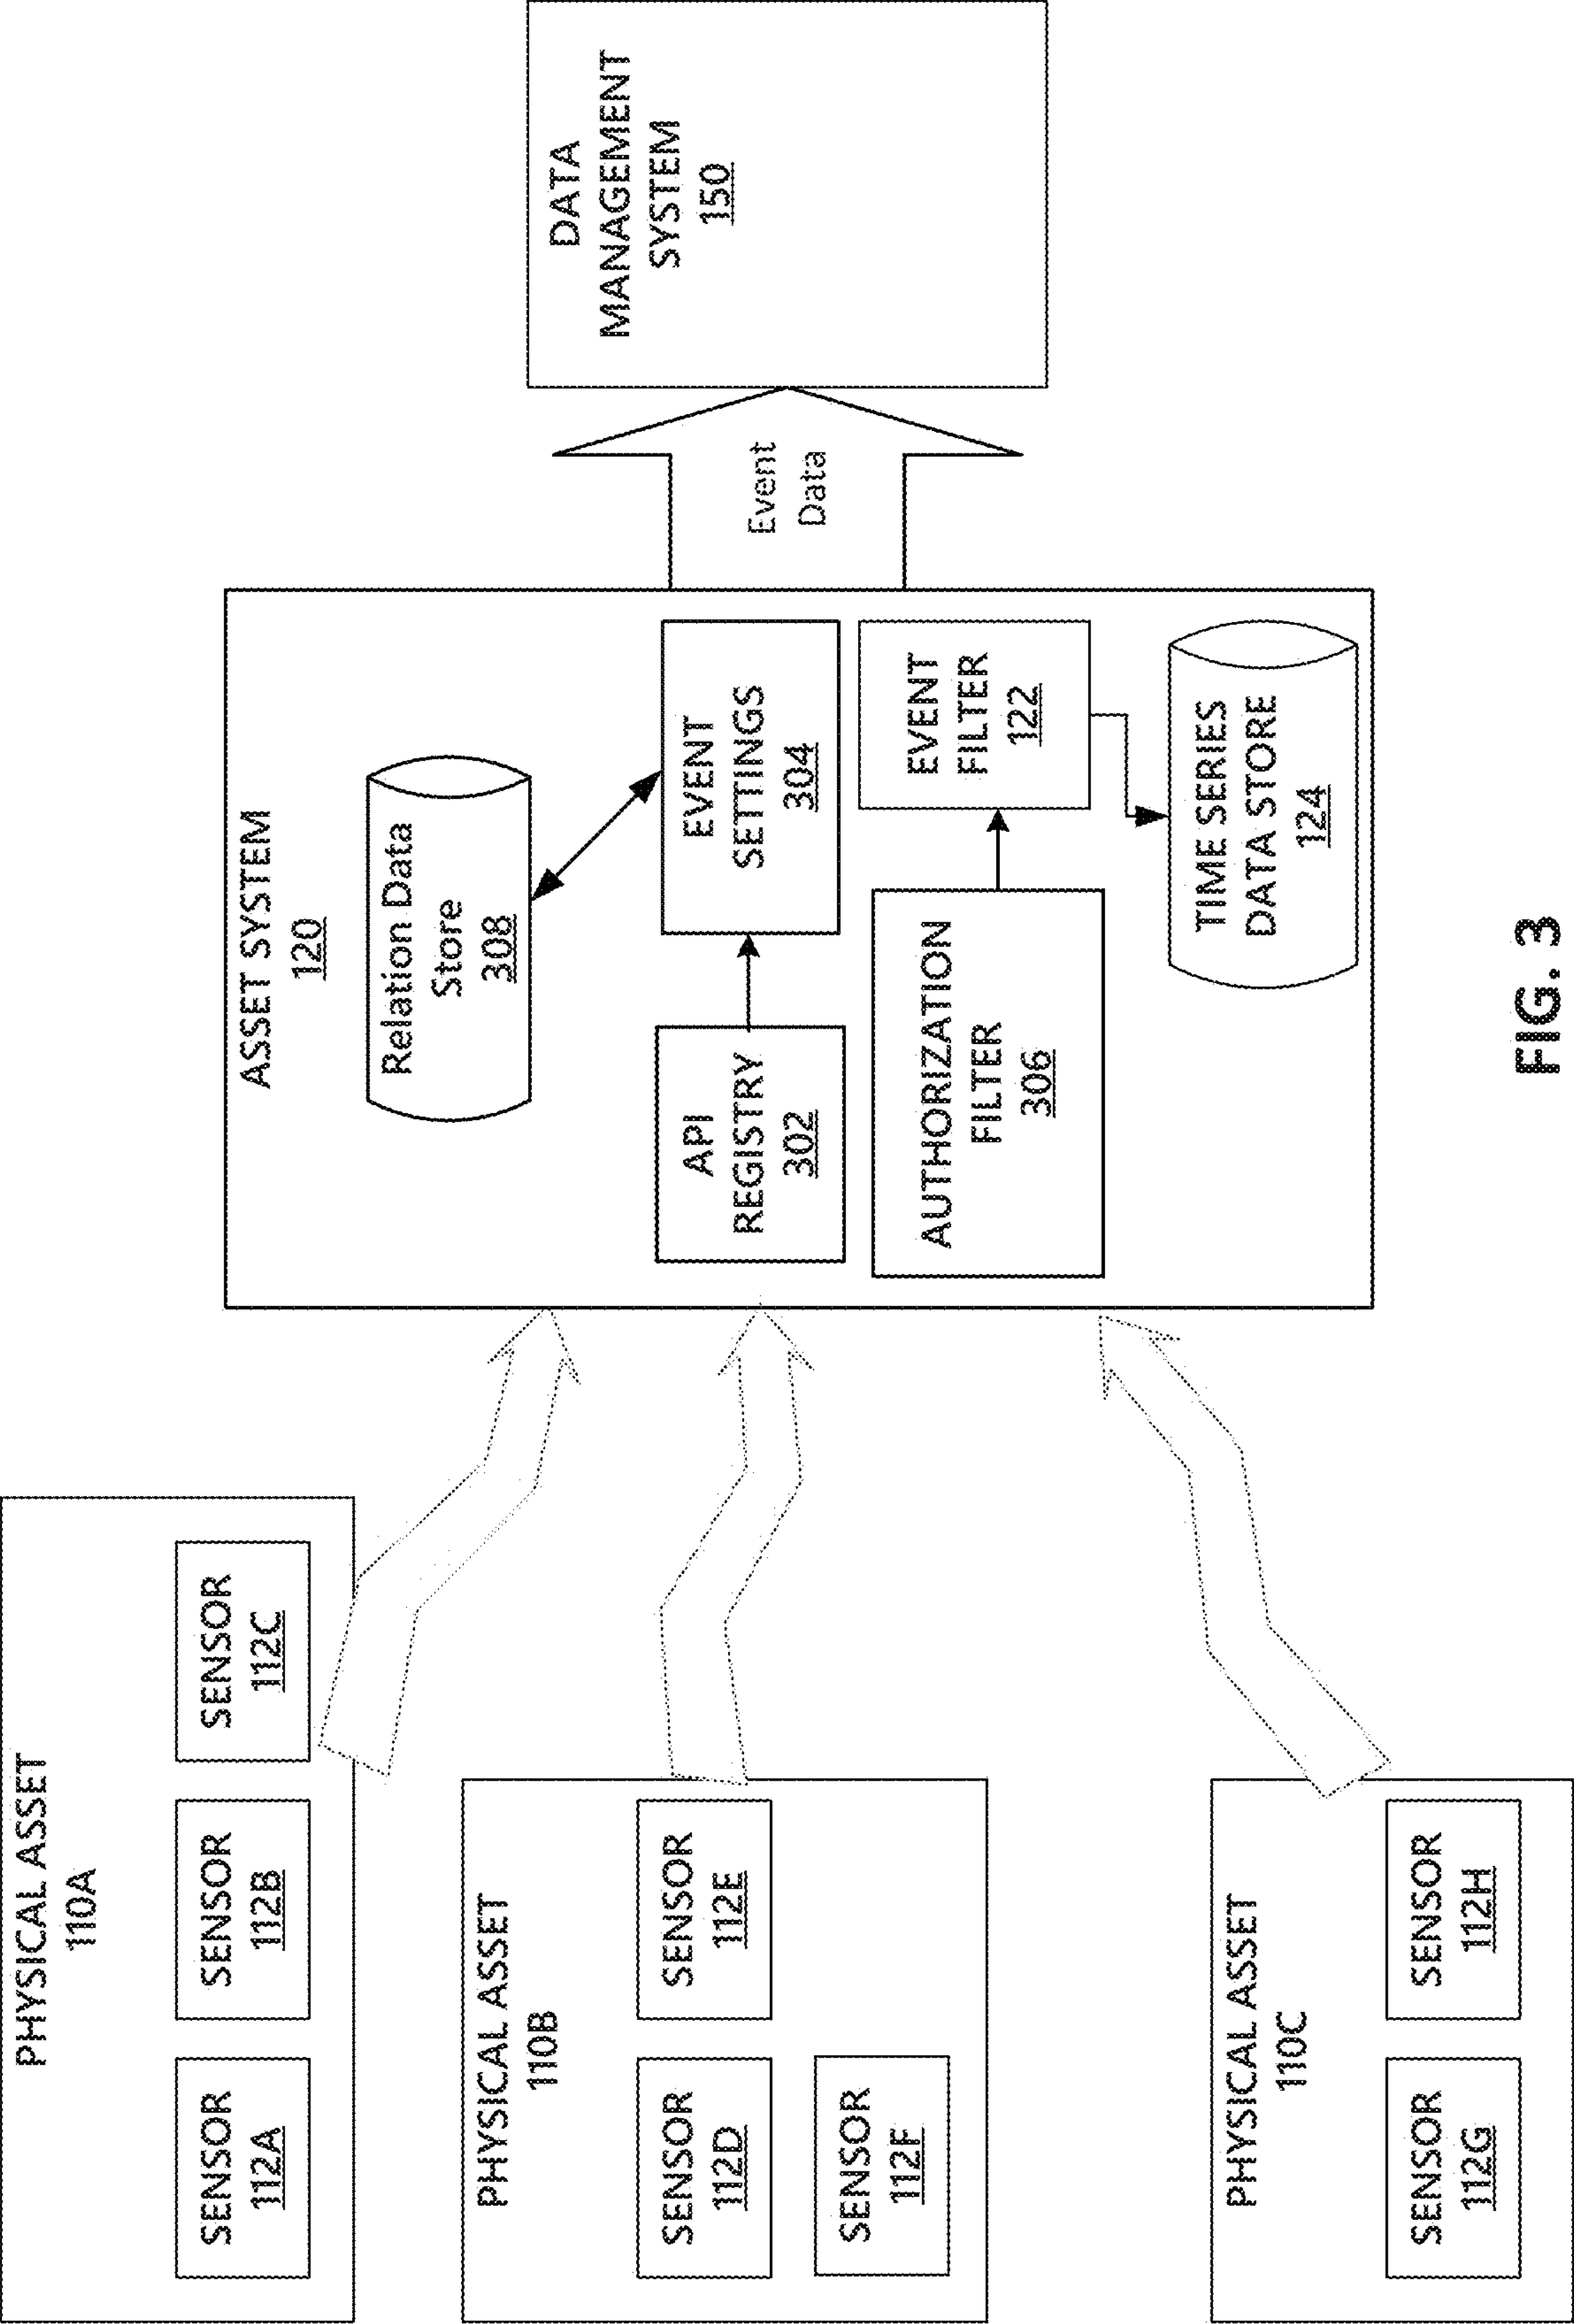 PHYSICAL ASSET
110A
SENSOR
112A
SENSOR
112B
SENSOR
112C
PHYSICAL ASSET
110B
SENSOR
112D
SENSOR
112E
SENSOR
112F
PHYSICAL ASSET
110C
SENSOR
112G
SENSOR
112H
ASSET SYSTEM
120
Relation Data
Store
308
API
REGISTRY
302
EVENT
SETTINGS
304
AUTHORIZATION
FILTER
306
EVENT
FILTER
122
TIME SERIES
DATA STORE
124
Event
Data
DATA
MANAGEMENT
SYSTEM
150
FIG. 3